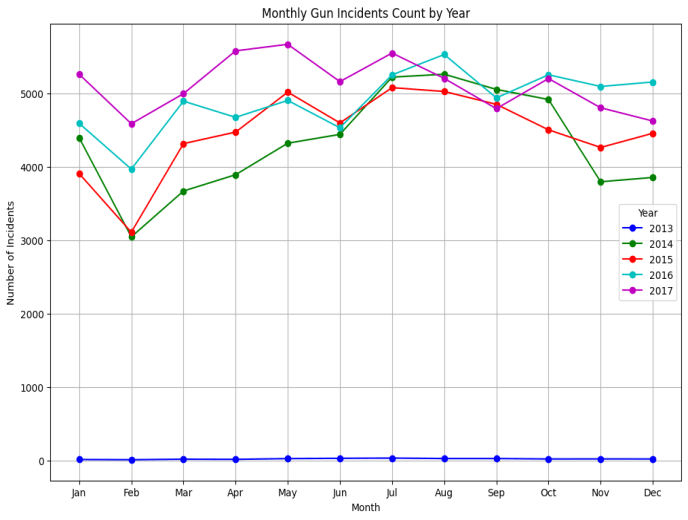 Monthly Gun Incidents Count by Year
Number of Incidents
5000
4000
3000
2000
1000
0
Year
2013
2014
2015
2016
2017
Jan Feb Mar Apr May Jun Jul Aug Sep Oct Nov Dec
Month